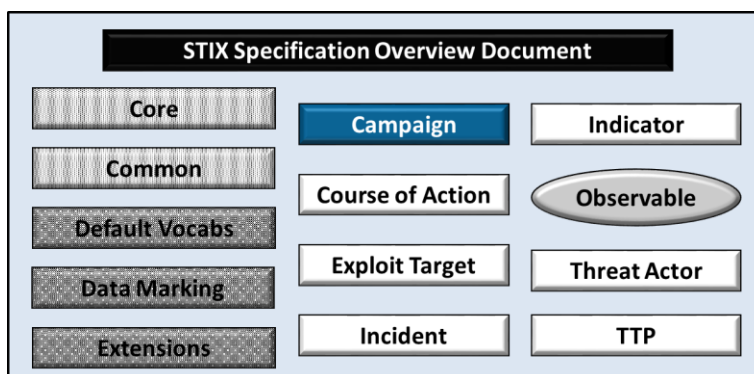 STIX Specification Overview Document
Core
Common
Default Vocabs
Data Marking
Extensions
Campaign
Course of Action
Exploit Target
Incident
Indicator
Observable
Threat Actor
TTP